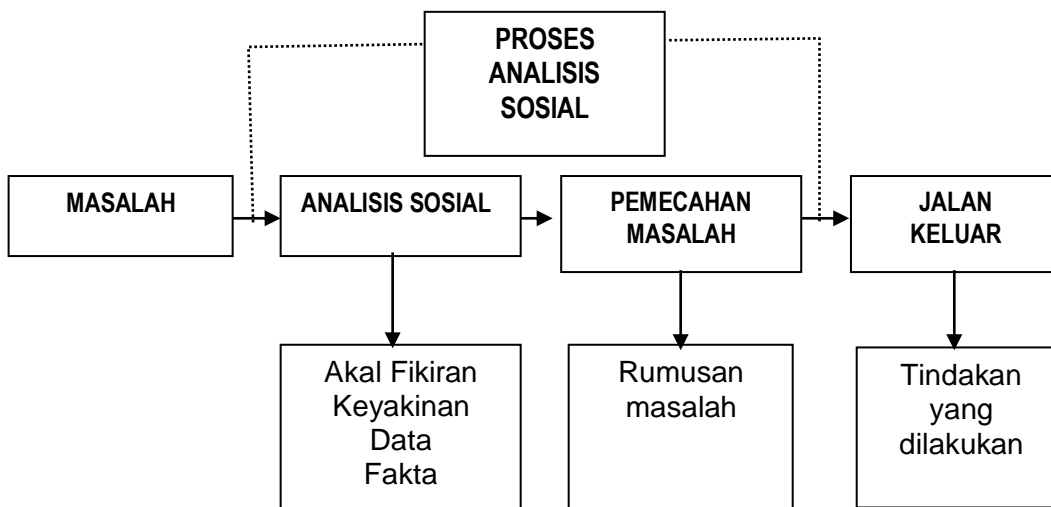 PROSES
ANALISIS
SOSIAL
MASALAH
ANALISIS SOSIAL
PEMECAHAN
MASALAH
JALAN
KELUAR
Akal Fikiran
Keyakinan
Data
Fakta
Rumusan
masalah
Tindakan
yang
dilakukan